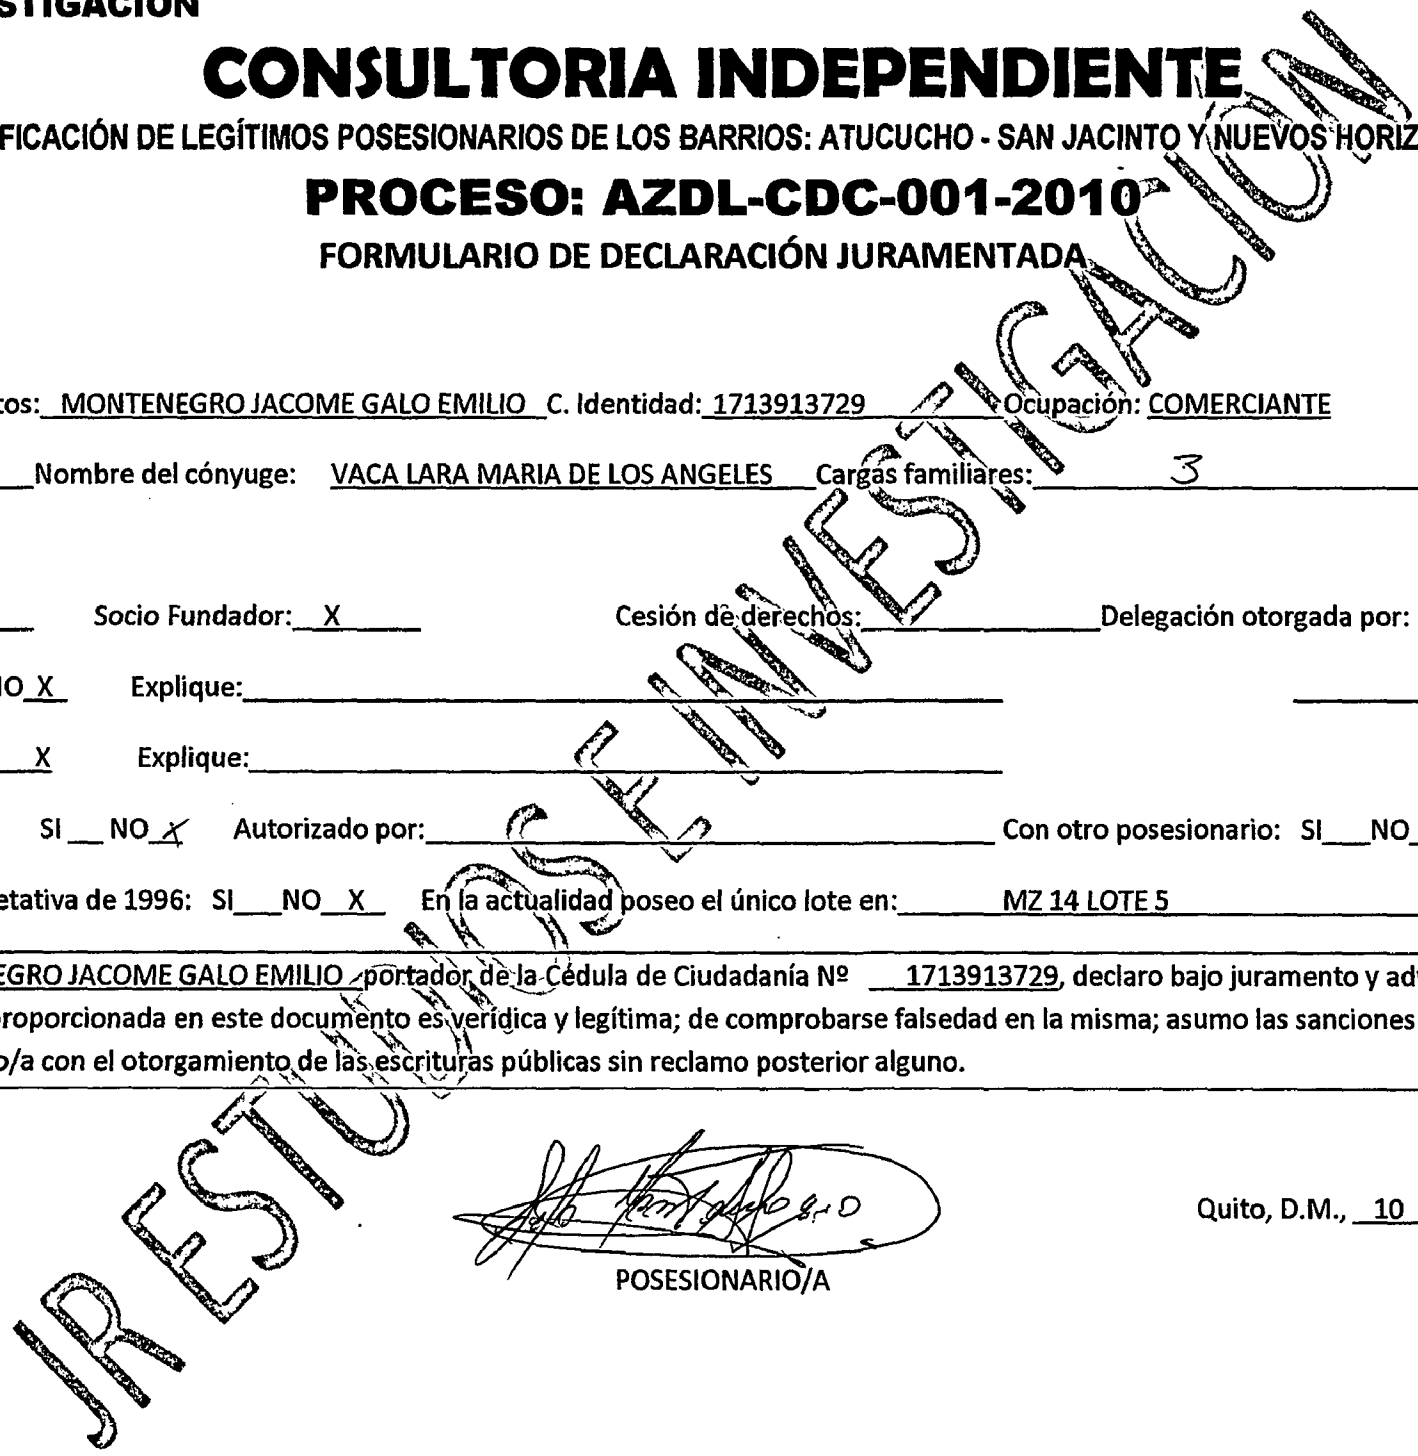 STIGACIÓN
CONSULTORIA INDEPENDIENTE
FICACIÓN DE LEGÍTIMOS POSESIONARIOS DE LOS BARRIOS: ATUCUCHO - SAN JACINTO Y NUEVOS HORIZ
PROCESO: AZDL-CDC-001-2010
FORMULARIO DE DECLARACIÓN JURAMENTADA
tos: MONTENEGRO JACOME GALO EMILIO C. Identidad: 1713913729 Ocupación: COMERCIANTE
Nombre del cónyuge: VACA LARA MARIA DE LOS ANGELES Cargas familiares: 3
Socio Fundador: X Cesión de derechos: Delegación otorgada por:
IO X Explique:
X Explique:
SI __ NO X Autorizado por: Con otro posesionario: SI___NO_
etativa de 1996: SI___NO_X_ En la actualidad poseo el único lote en: MZ 14 LOTE 5
EGRO JACOME GALO EMILIO portador de la Cédula de Ciudadanía Nº 1713913729, declaro bajo juramento y adv
proporcionada en este documento es verídica y legítima; de comprobarse falsedad en la misma; asumo las sanciones
o/a con el otorgamiento de las escrituras públicas sin reclamo posterior alguno.
Quito, D.M., 10
POSESIONARIO/A
JR ESTUDIOS E INVESTIGACION